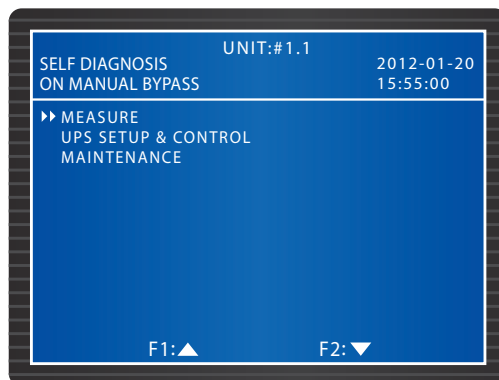 UNIT:#1.1
SELF DIAGNOSIS 2012-01-20
ON MANUAL BYPASS 15:55:00
MEASURE
UPS SETUP & CONTROL
MAINTENANCE
F1:▲ F2:▼